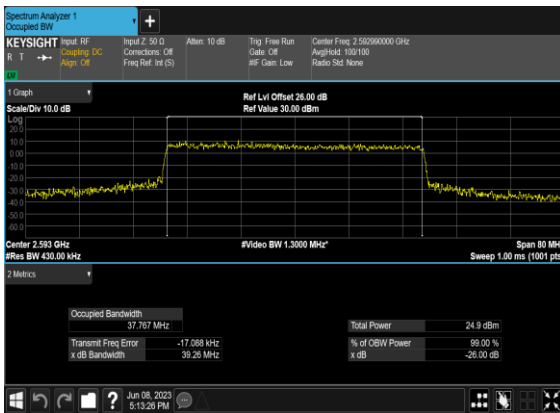 Spectrum Analyzer 1
Occupied BW
+
KEYSIGHT Input: RF Input Z: 50 Ω Atten: 10 dB Trig: Free Run Center Freq: 2.592990000 GHz
R T Coupling: DC Corrections: Off Gate: Off Avg|Hold: 100/100
Align: Off Freq Ref: Int (S) #IF Gain: Low Radio Std: None
LV
1 Graph
Ref Lvl Offset 26.00 dB
Scale/Div 10.0 dB Ref Value 30.00 dBm
Log
20.0
10.0
0.00
-10.0
-20.0
-30.0
-40.0
-50.0
-60.0
Center 2.593 GHz #Video BW 1.3000 MHz* Span 80 MH
#Res BW 430.00 kHz Sweep 1.00 ms (1001 pts
2 Metrics
Occupied Bandwidth
37.767 MHz Total Power 24.9 dBm
Transmit Freq Error -17.088 kHz % of OBW Power 99.00 %
x dB Bandwidth 39.26 MHz x dB -26.00 dB
? Jun 08, 2023
5:13:26 PM